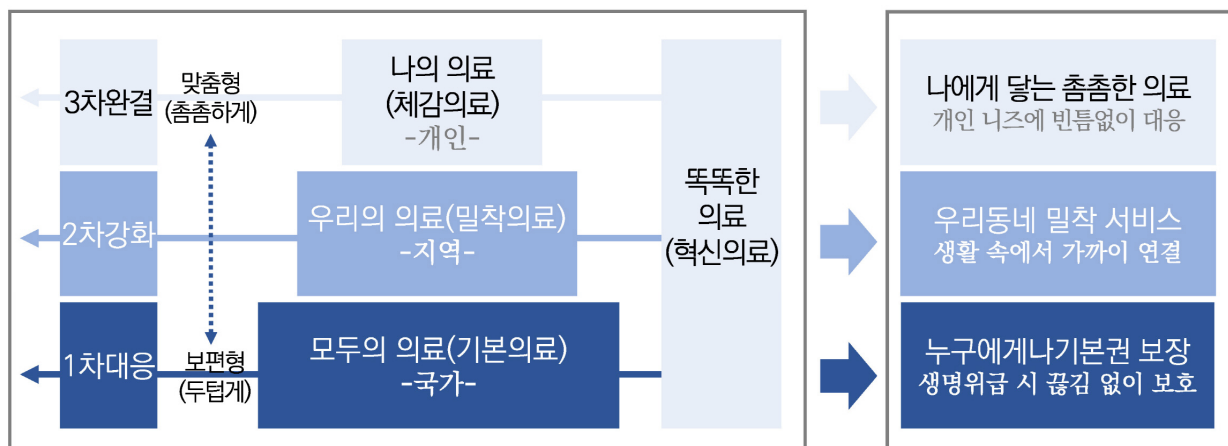 3차완결
맞춤형
(촘촘하게)
나의 의료
(체감의료)
-개인-
2차강화
우리의 의료(밀착의료)
-지역-
1차대응
보편형
(두텁게)
모두의 의료(기본의료)
-국가-
똑똑한
의료
(혁신의료)
나에게 닿는 촘촘한 의료
개인 니즈에 빈틈없이 대응
우리동네 밀착 서비스
생활 속에서 가까이 연결
누구에게나기본권 보장
생명위급 시 끊김 없이 보호